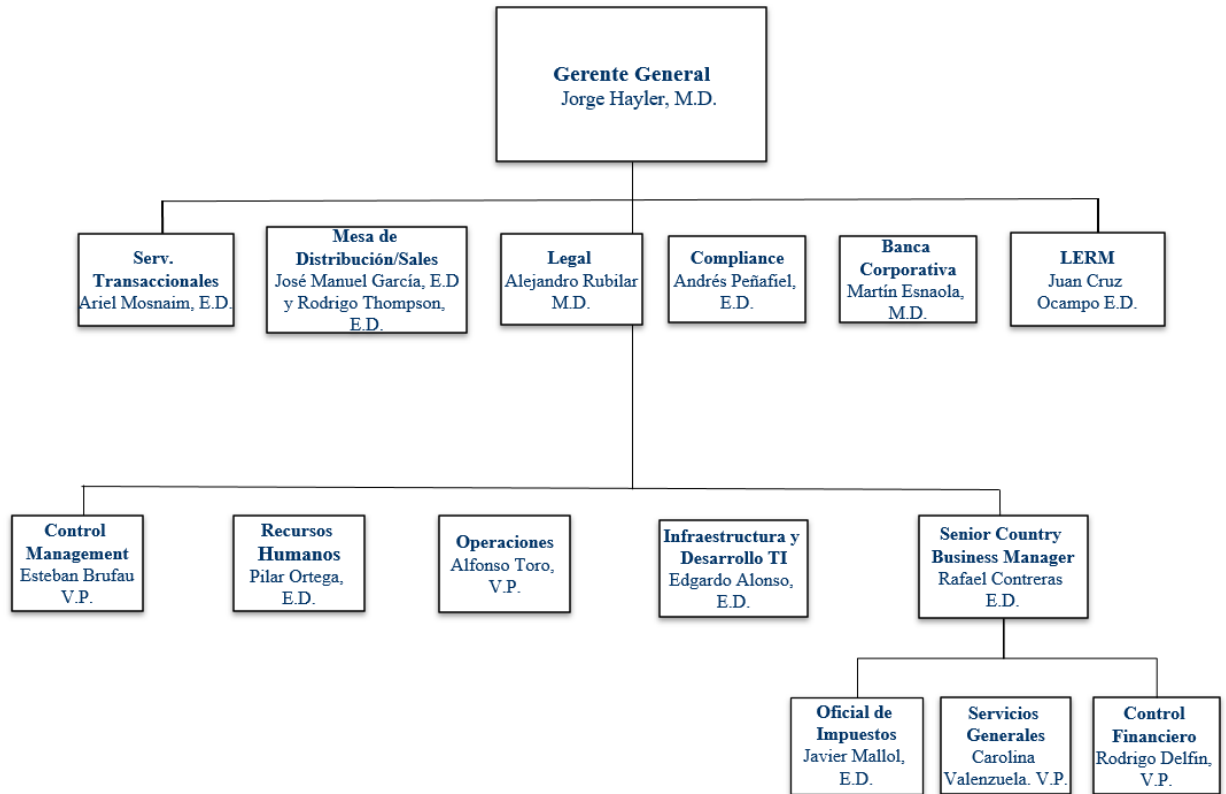 Gerente General
Jorge Hayler, M.D.
Serv.
Transaccionales
Ariel Mosnaim, E.D.
Mesa de
Distribución/Sales
José Manuel García, E.D
y Rodrigo Thompson,
E.D.
Legal
Alejandro Rubilar
M.D.
Compliance
Andrés Peñafiel,
E.D.
Banca
Corporativa
Martín Esnaola,
M.D.
LERM
Juan Cruz
Ocampo E.D.
Control
Management
Esteban Brufau
V.P.
Recursos
Humanos
Pilar Ortega,
E.D.
Operaciones
Alfonso Toro,
V.P.
Infraestructura y
Desarrollo TI
Edgardo Alonso,
E.D.
Senior Country
Business Manager
Rafael Contreras
E.D.
Oficial de
Impuestos
Javier Mallol,
E.D.
Servicios
Generales
Carolina
Valenzuela. V.P.
Control
Financiero
Rodrigo Delfin,
V.P.